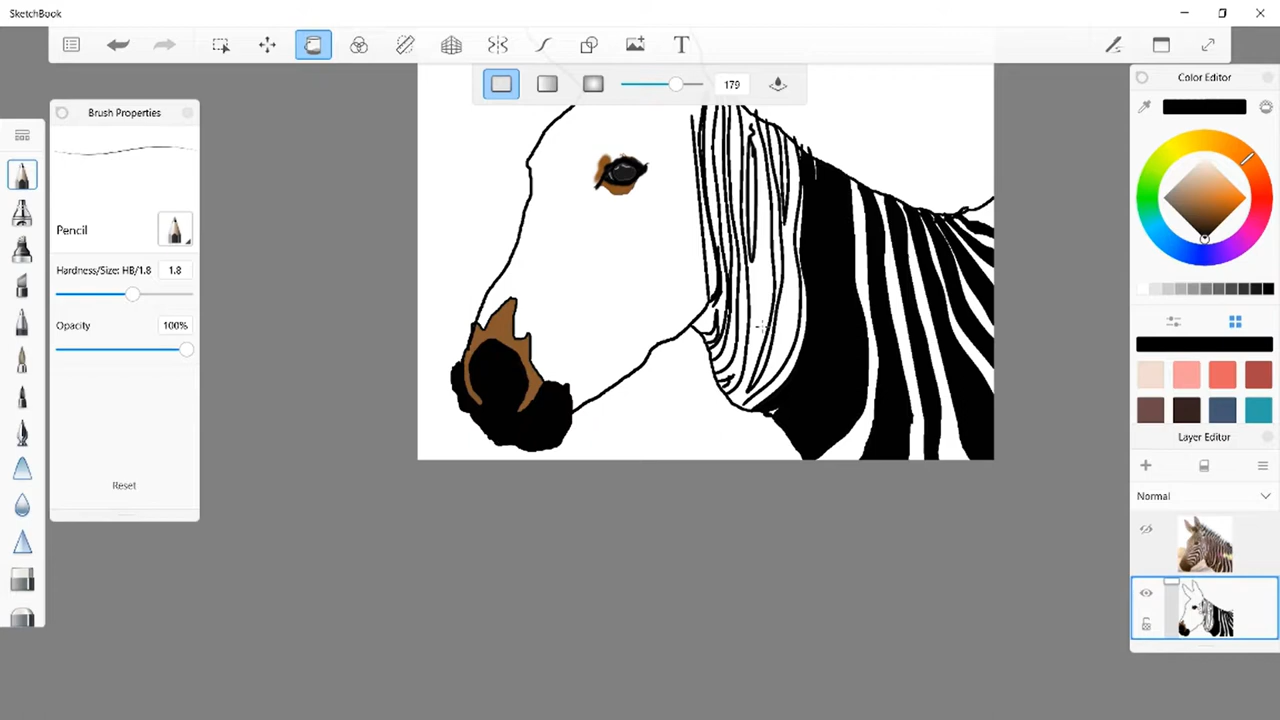 SketchBook
T
179
Color Editor
Brush Properties
Pencil
Hardness/Size: HB/1.8 1.8
Opacity 100%
Reset
Layer Editor
Normal